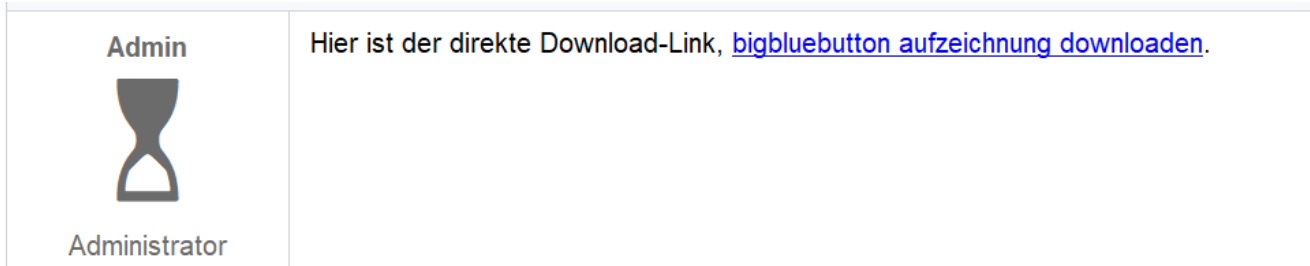 Admin
Hier ist der direkte Download-Link, bigbluebutton aufzeichnung downloaden.
Administrator